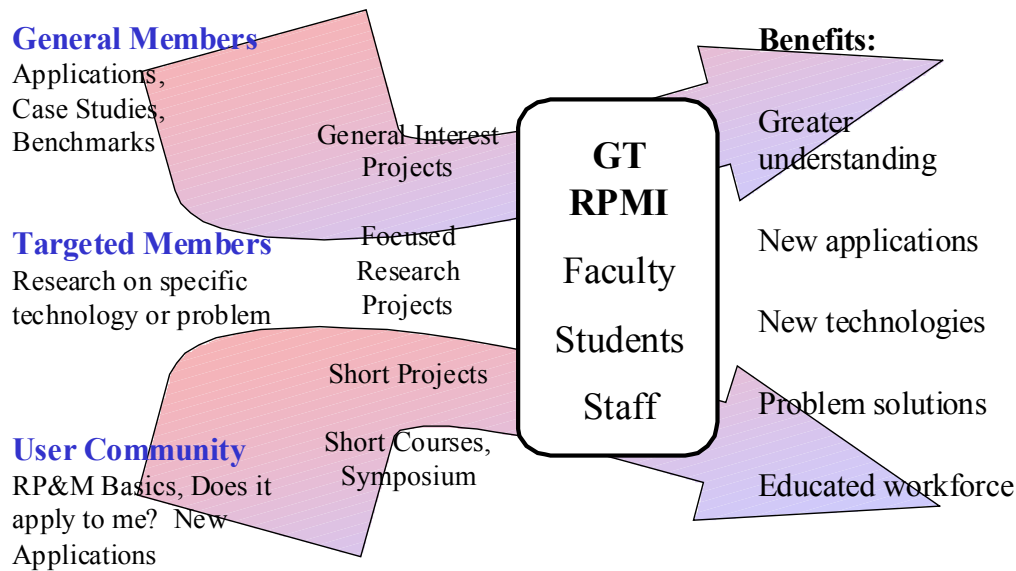 General Members
Applications,
Case Studies,
Benchmarks
Targeted Members
Research on specific
technology or problem
User Community
RP&M Basics, Does it
apply to me? New
Applications
General Interest
Projects
Focused
Research
Projects
Short Projects
Short Courses,
Symposium
GT
RPMI
Faculty
Students
Staff
Benefits:
Greater
understanding
New applications
New technologies
Problem solutions
Educated workforce